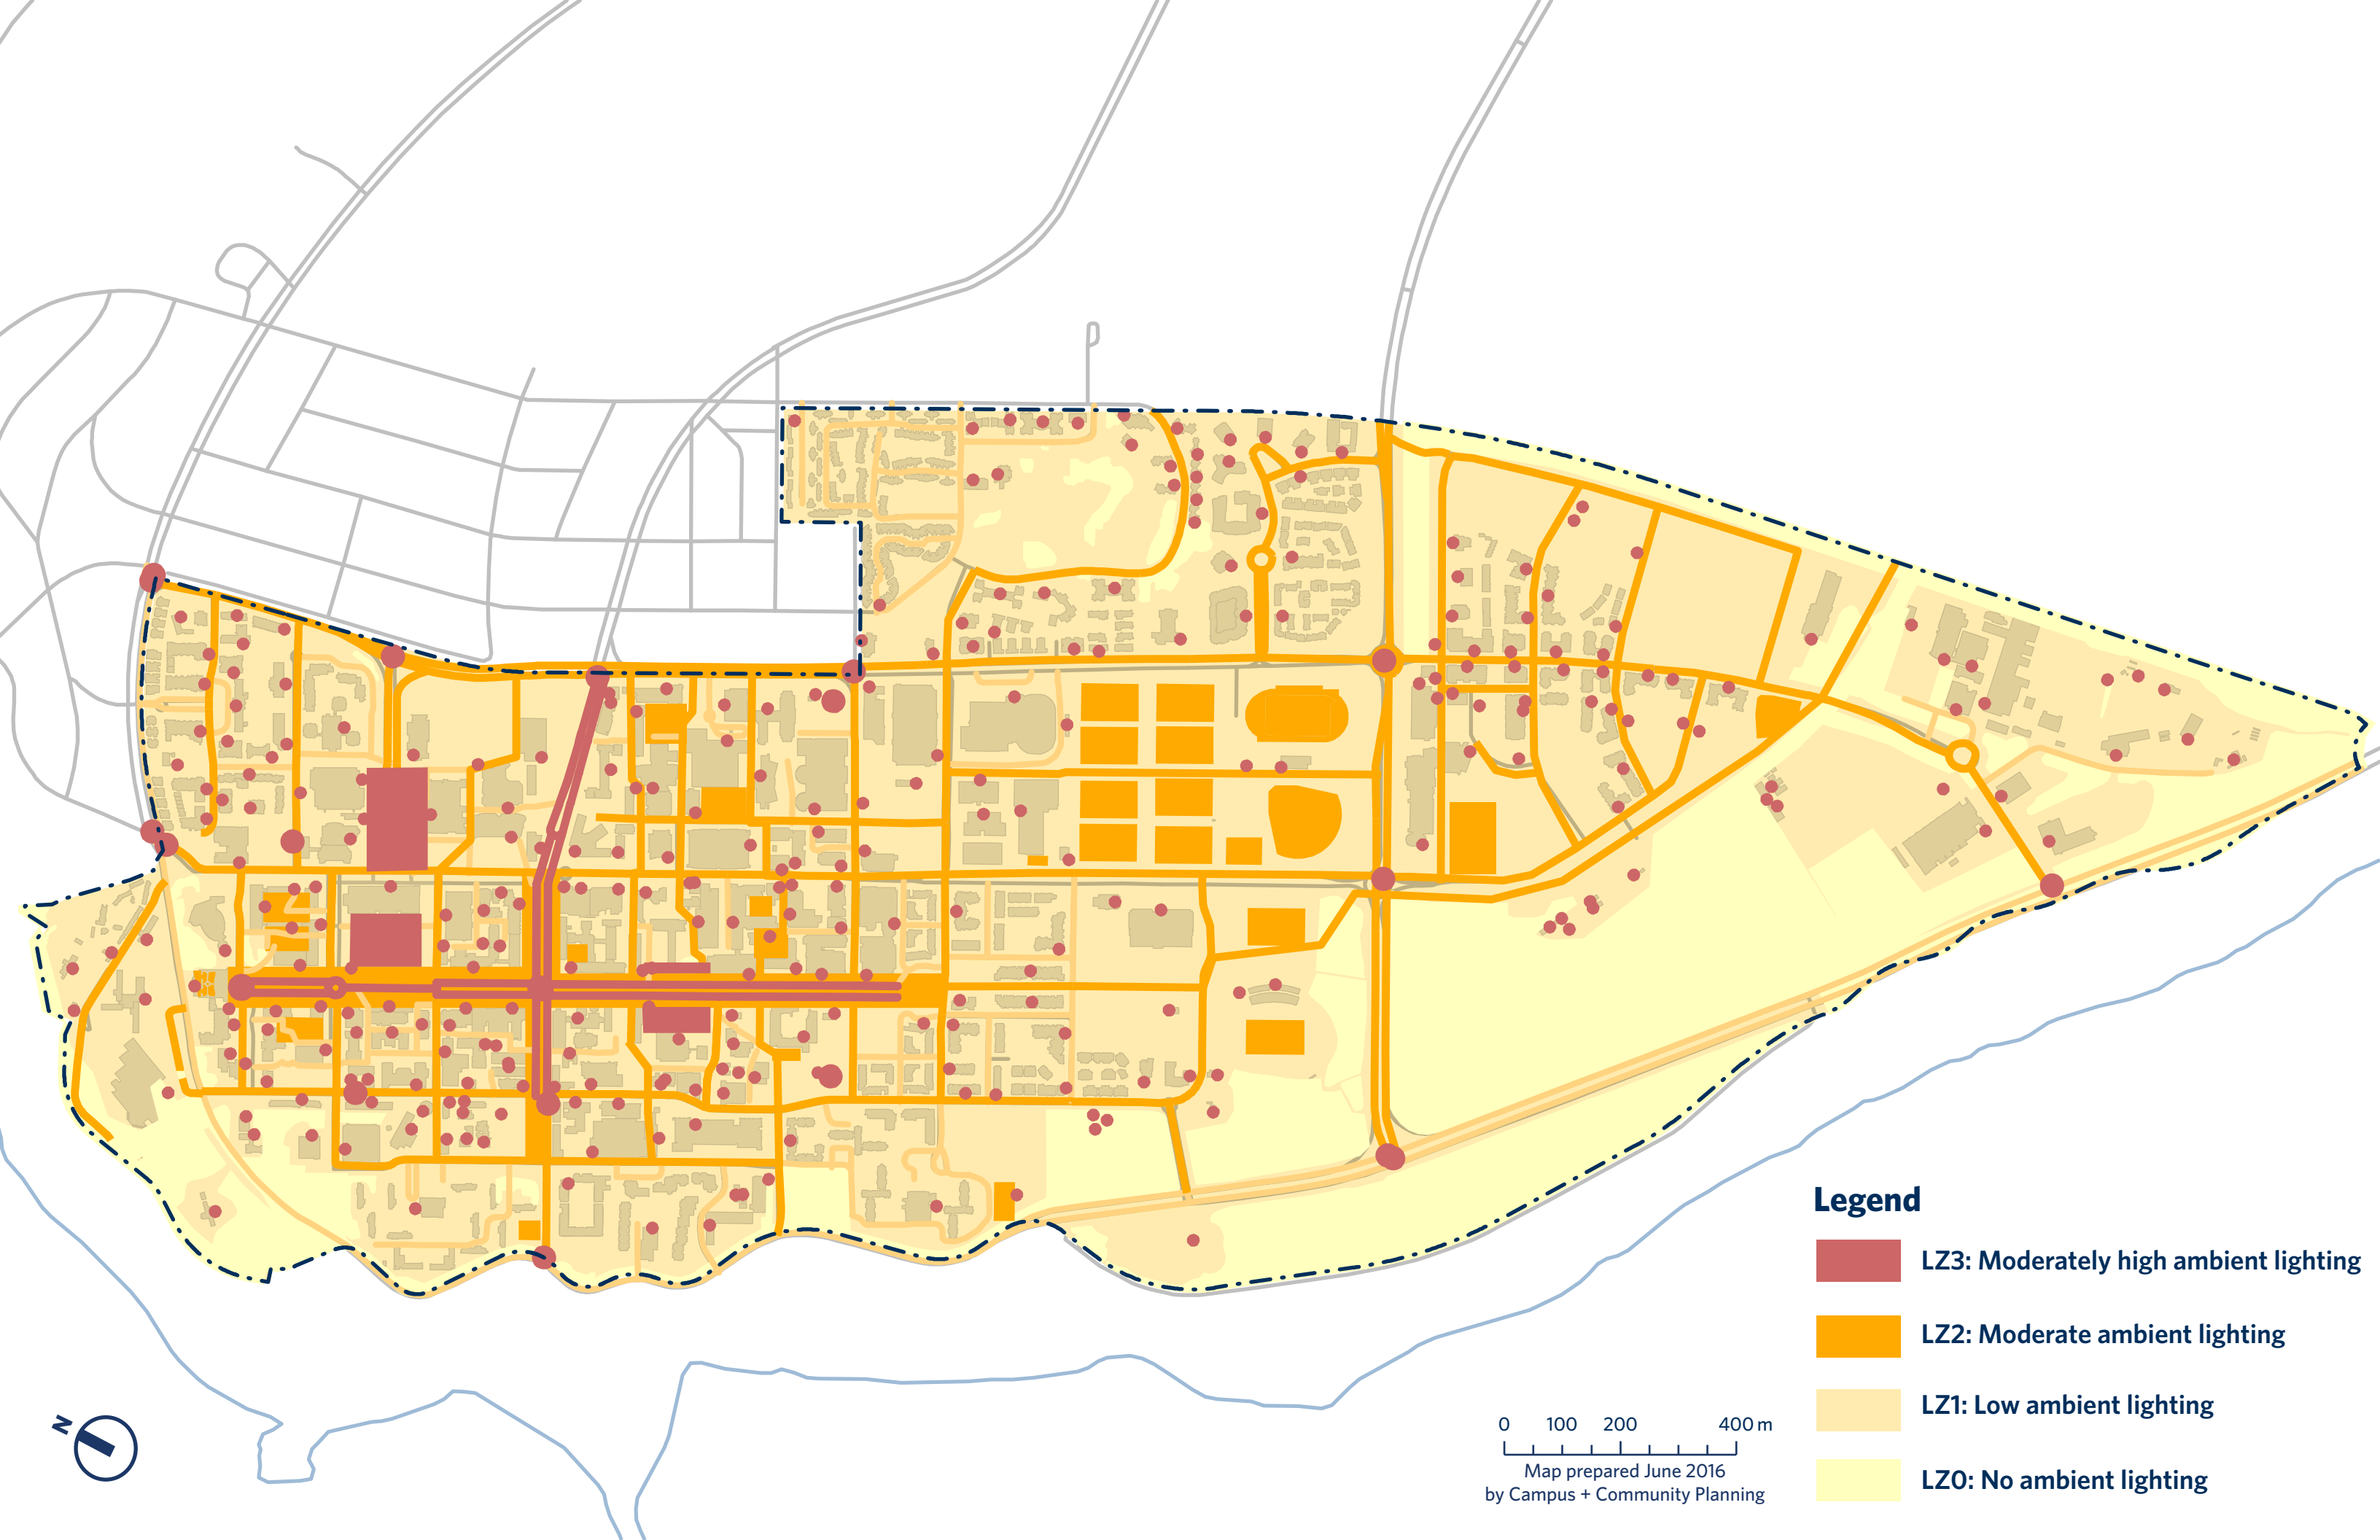 Legend
LZ3: Moderately high ambient lighting
LZ2: Moderate ambient lighting
LZ1: Low ambient lighting
LZ0: No ambient lighting
N
0 100 200 400 m
Map prepared June 2016
by Campus + Community Planning